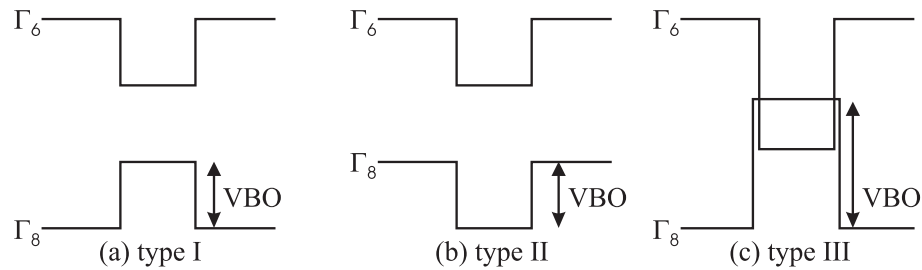 Γ₆
Γ₆
Γ₆
Γ₈
VBO
VBO
VBO
Γ₈
Γ₈
(a) type I
(b) type II
(c) type III